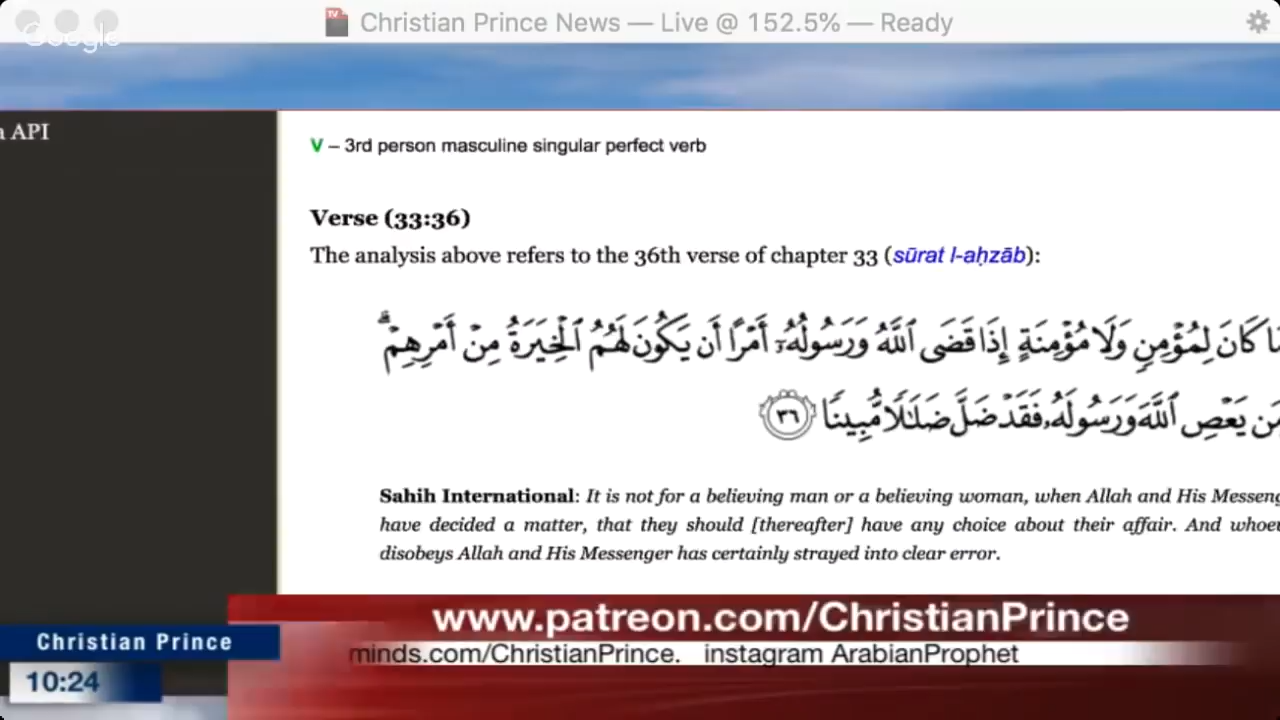 Christian Prince News — Live @ 152.5% — Ready
Google
API
V – 3rd person masculine singular perfect verb
Verse (33:36)
The analysis above refers to the 36th verse of chapter 33 (sūrat l-aḥzāb):
كَانَ لِمُؤْمِنٍ وَلَا مُؤْمِنَةٍ إِذَا قَضَى ٱللَّهُ وَرَسُولُهُۥٓ أَمْرًا أَن يَكُونَ لَهُمُ ٱلْخِيَرَةُ مِنْ أَمْرِهِمْ ۗ
يَعْصِ ٱللَّهَ وَرَسُولَهُۥ فَقَدْ ضَلَّ ضَلَـٰلًا مُّبِينًا ٣٦
Sahih International: It is not for a believing man or a believing woman, when Allah and His Messeng
have decided a matter, that they should [thereafter] have any choice about their affair. And whoe
disobeys Allah and His Messenger has certainly strayed into clear error.
www.patreon.com/ChristianPrince
Christian Prince
minds.com/ChristianPrince. instagram ArabianProphet
10:24